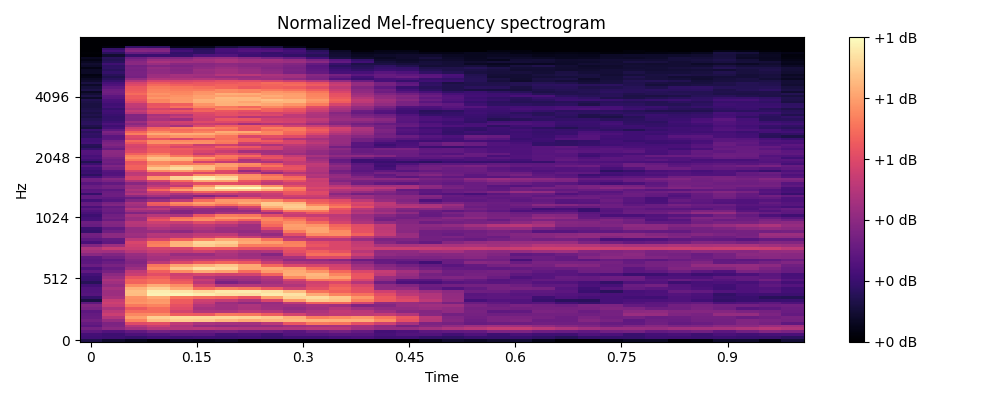 Normalized Mel-frequency spectrogram
Hz
4096
2048
1024
512
0
0 0.15 0.3 0.45 0.6 0.75 0.9
Time
+1 dB
+1 dB
+1 dB
+0 dB
+0 dB
+0 dB